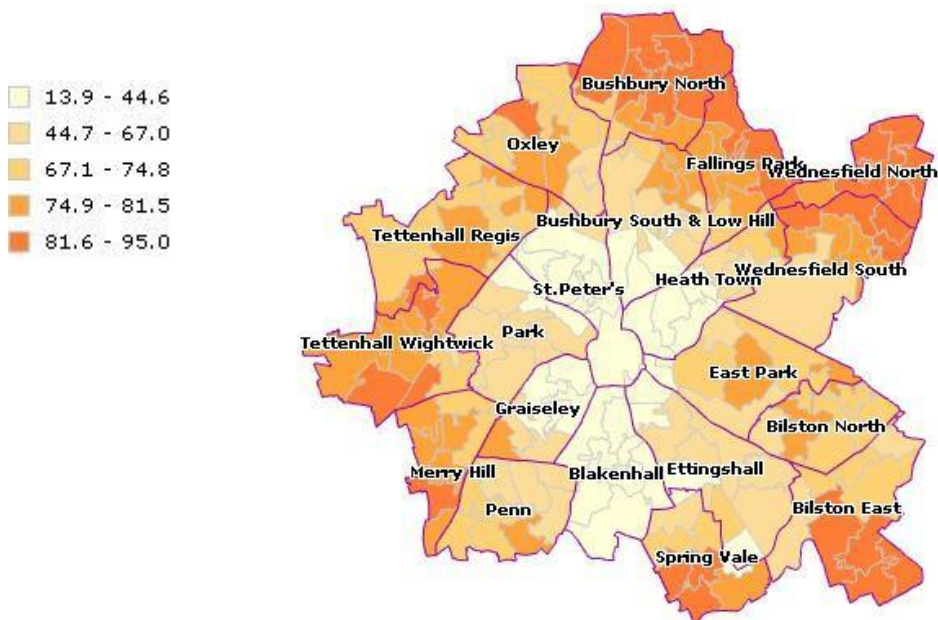 13.9 - 44.6
44.7 - 67.0
67.1 - 74.8
74.9 - 81.5
81.6 - 95.0
Bushbury North
Oxley
Fallings Park
Wednesfield North
Bushbury South & Low Hill
Tettenhall Regis
Wednesfield South
Heath Town
St.Peter's
Park
Tettenhall Wightwick
East Park
Graiseley
Bilston North
Merry Hill
Blakenhall
Ettingshall
Penn
Bilston East
Spring Vale